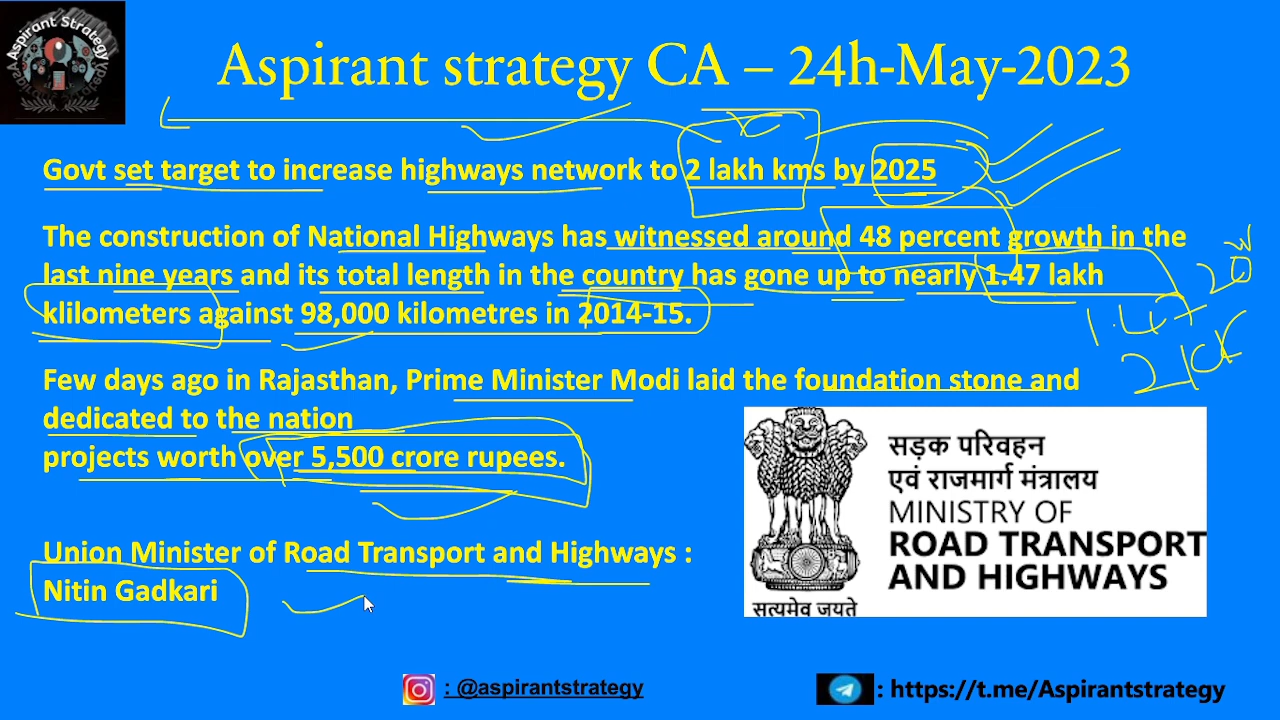 Aspirant Strategy
Aspirant strategy CA – 24h-May-2023
Govt set target to increase highways network to 2 lakh kms by 2025
The construction of National Highways has witnessed around 48 percent growth in the
last nine years and its total length in the country has gone up to nearly 1.47 lakh
klilometers against 98,000 kilometres in 2014-15.
Few days ago in Rajasthan, Prime Minister Modi laid the foundation stone and
dedicated to the nation
projects worth over 5,500 crore rupees.
सड़क परिवहन
एवं राजमार्ग मंत्रालय
MINISTRY OF
ROAD TRANSPORT
AND HIGHWAYS
सत्यमेव जयते
Union Minister of Road Transport and Highways :
Nitin Gadkari
: @aspirantstrategy
: https://t.me/Aspirantstrategy